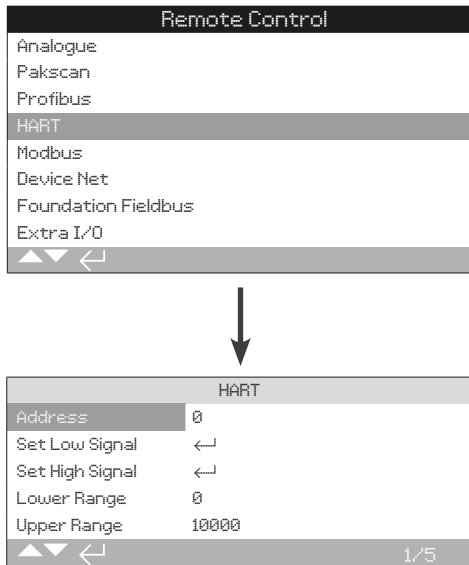 Remote Control
Analogue
Pakscan
Profibus
HART
Modbus
Device Net
Foundation Fieldbus
Extra I/O
HART
Address 0
Set Low Signal
Set High Signal
Lower Range 0
Upper Range 10000
1/5